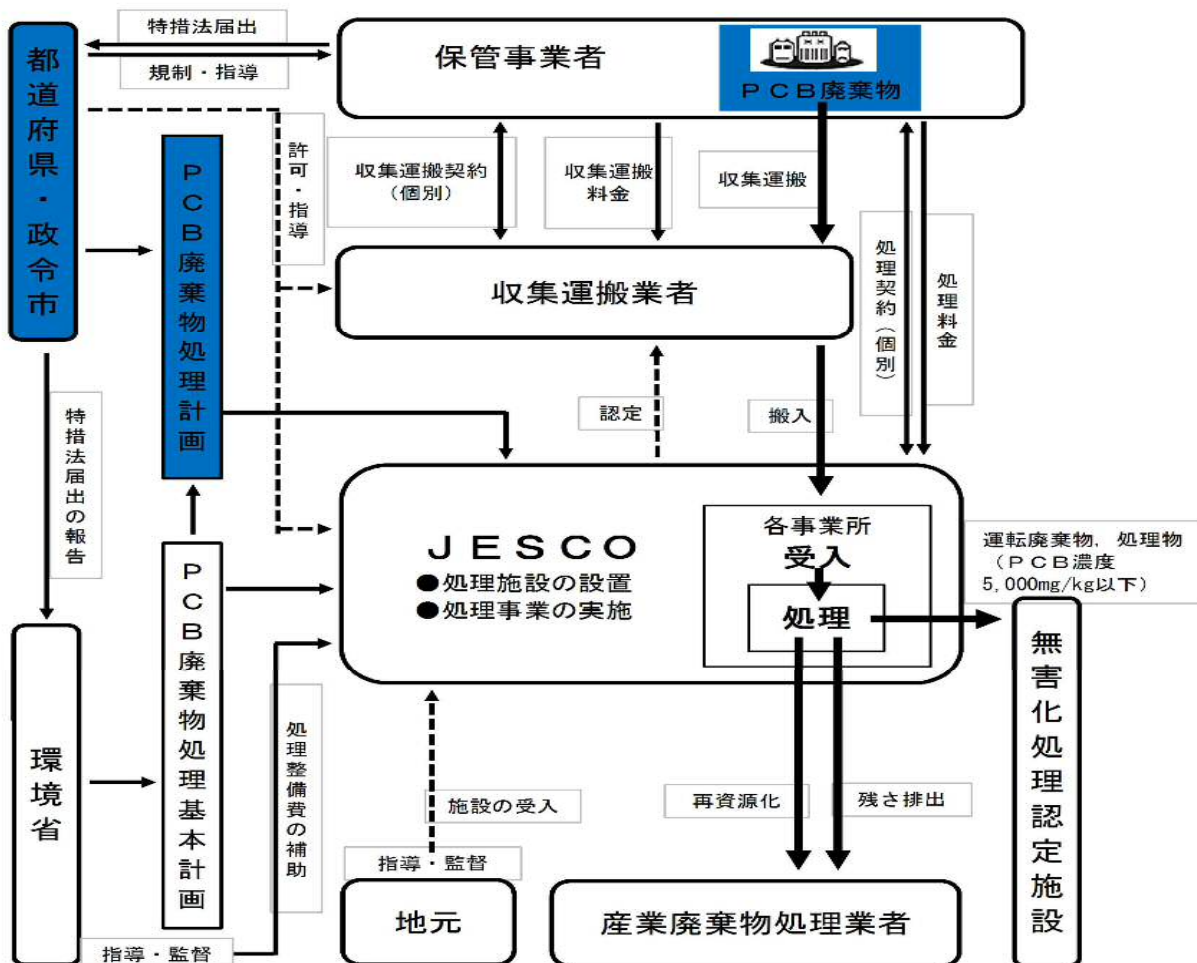 特措法届出
規制・指導
都道府県・政令市
保管事業者
PCB廃棄物
PCB廃棄物処理計画
許可・指導
収集運搬契約
(個別)
収集運搬
料金
収集運搬
処理契約(個別)
処理料金
収集運搬業者
特措法届出の報告
認定
搬入
JESCO
●処理施設の設置
●処理事業の実施
各事業所
受入
処理
運転廃棄物, 処理物
(PCB濃度
5,000mg/kg以下)
無害化処理認定施設
環境省
PCB廃棄物処理基本計画
処理整備費の補助
施設の受入
指導・監督
地元
再資源化
残さ排出
産業廃棄物処理業者
指導・監督